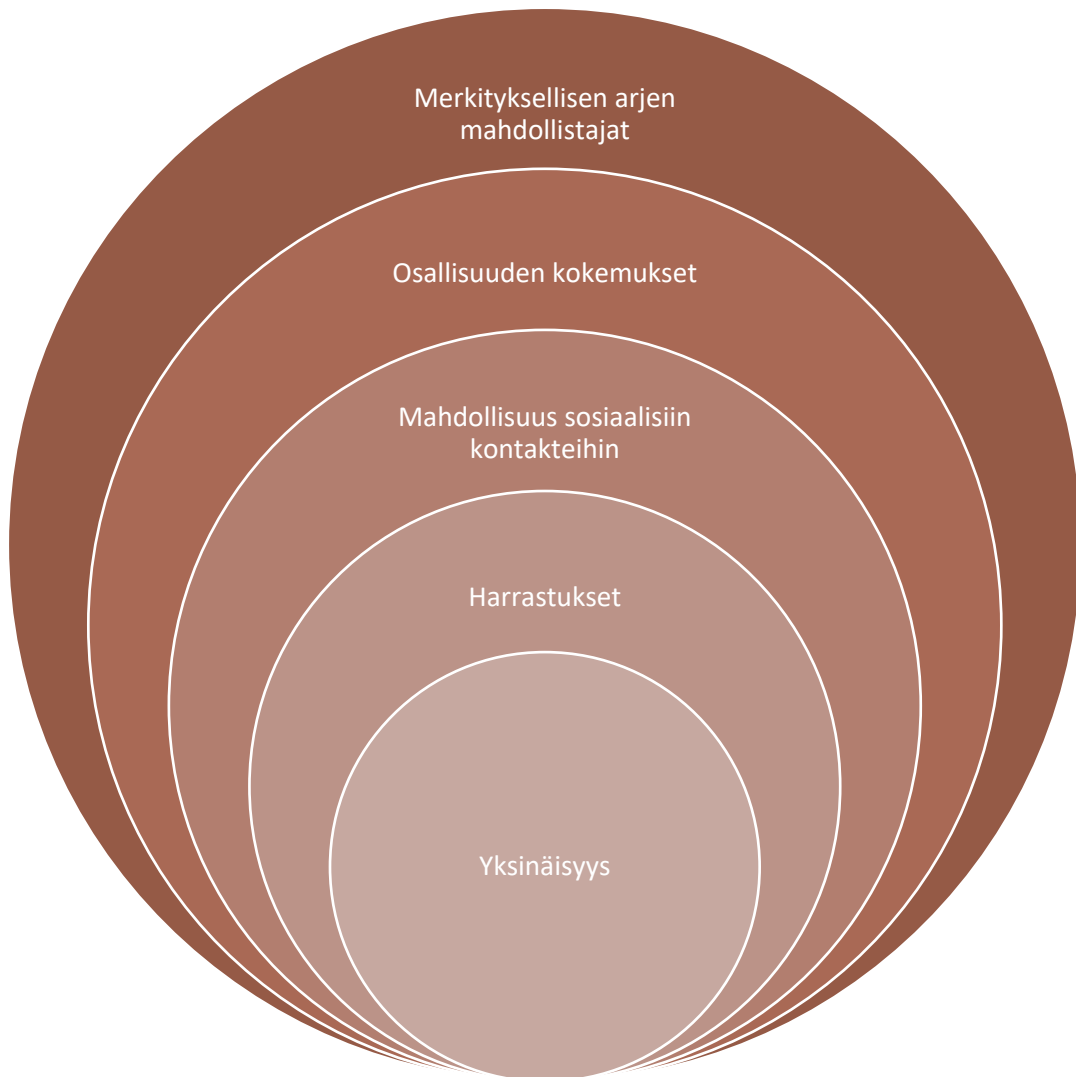 Merkityksellisen arjen
mahdollistajat
Osallisuuden kokemukset
Mahdollisuus sosiaalisiin
kontakteihin
Harrastukset
Yksinäisyys